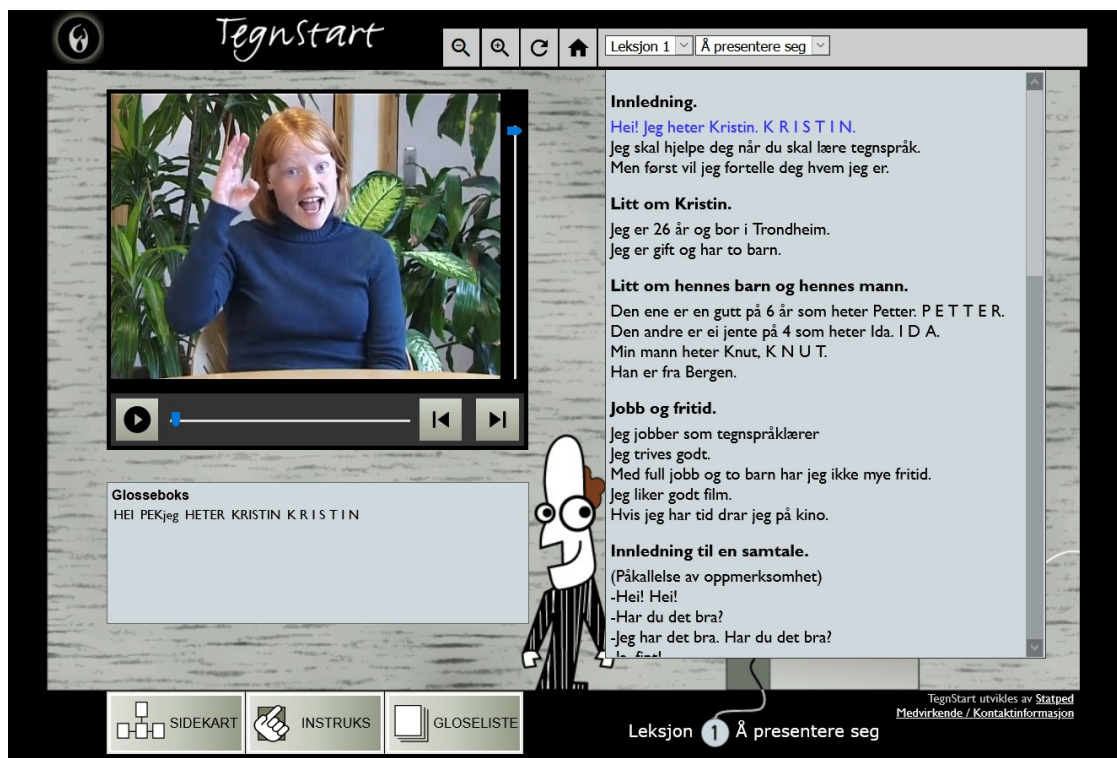 TegnStart
Leksjon 1 Å presentere seg
Innledning.
Hei! Jeg heter Kristin. K R I S T I N.
Jeg skal hjelpe deg når du skal lære tegnspråk.
Men først vil jeg fortelle deg hvem jeg er.
Litt om Kristin.
Jeg er 26 år og bor i Trondheim.
Jeg er gift og har to barn.
Litt om hennes barn og hennes mann.
Den ene er en gutt på 6 år som heter Petter. P E T T E R.
Den andre er ei jente på 4 som heter Ida. I D A.
Min mann heter Knut, K N U T.
Han er fra Bergen.
Jobb og fritid.
Jeg jobber som tegnspråklærer
Jeg trives godt.
Med full jobb og to barn har jeg ikke mye fritid.
Jeg liker godt film.
Hvis jeg har tid drar jeg på kino.
Innledning til en samtale.
(Påkallelse av oppmerksomhet)
-Hei! Hei!
-Har du det bra?
-Jeg har det bra. Har du det bra?
-Ja, fint!
Glosseboks
HEI PEKjeg HETER KRISTIN K R I S T I N
SIDEKART
INSTRUKS
GLOSELISTE
Leksjon 1 Å presentere seg
TegnStart utvikles av Statped
Medvirkende / Kontaktinformasjon